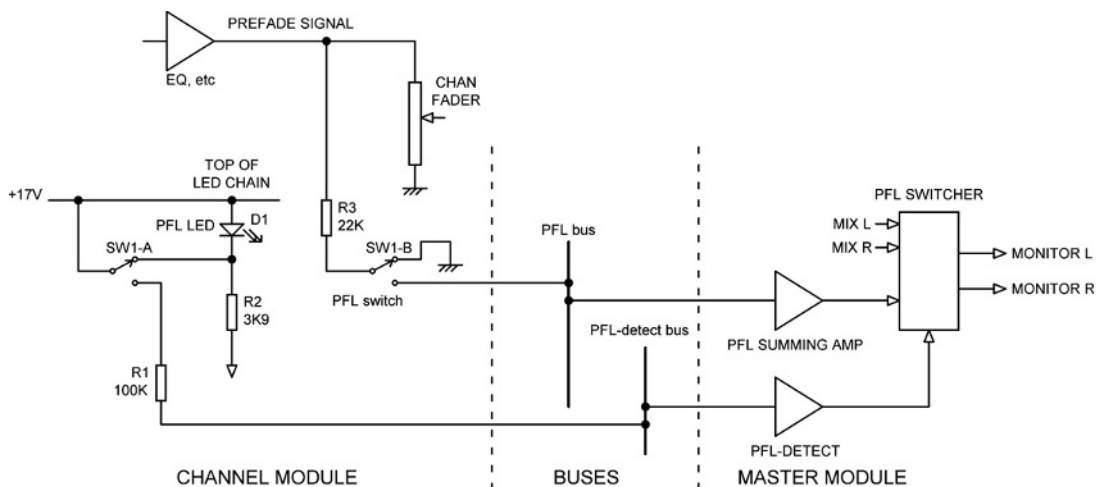 PREFADE SIGNAL
EQ, etc
CHAN
FADER
TOP OF
LED CHAIN
+17V
PFL LED
D1
SW1-A
R3
22K
SW1-B
PFL switch
R2
3K9
R1
100K
PFL bus
PFL-detect bus
PFL SWITCHER
MIX L
MIX R
MONITOR L
MONITOR R
PFL SUMMING AMP
PFL-DETECT
CHANNEL MODULE
BUSES
MASTER MODULE